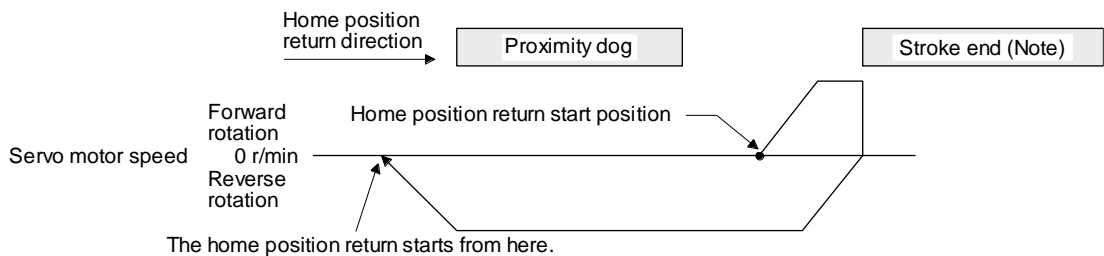 Home position
return direction
Proximity dog
Stroke end (Note)
Forward
rotation
Home position return start position
Servo motor speed 0 r/min
Reverse
rotation
The home position return starts from here.